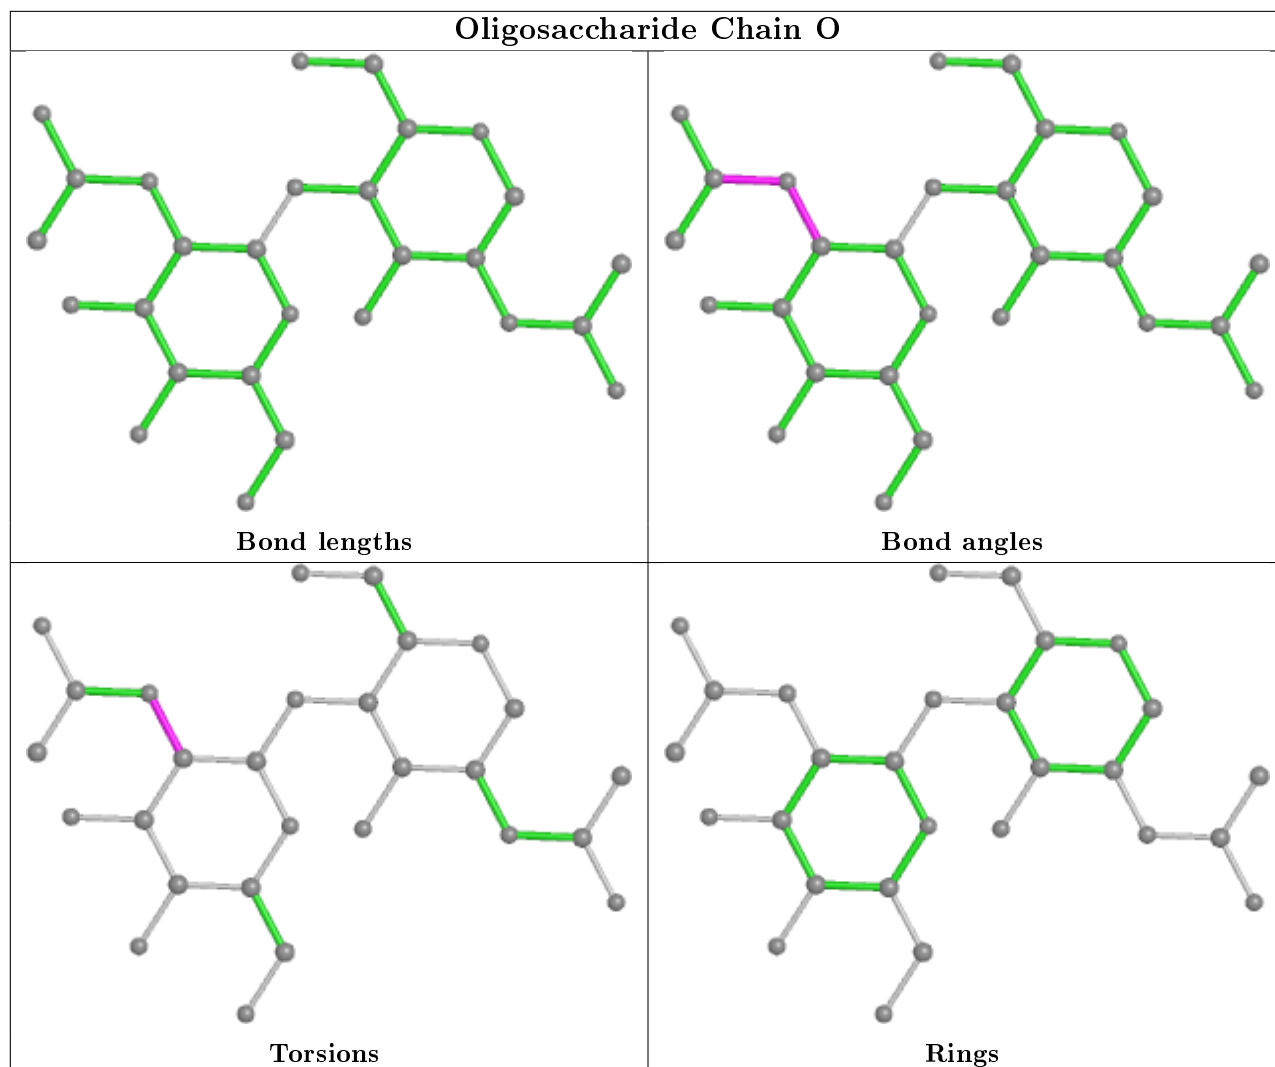 Oligosaccharide Chain O
Bond lengths
Bond angles
Torsions
Rings